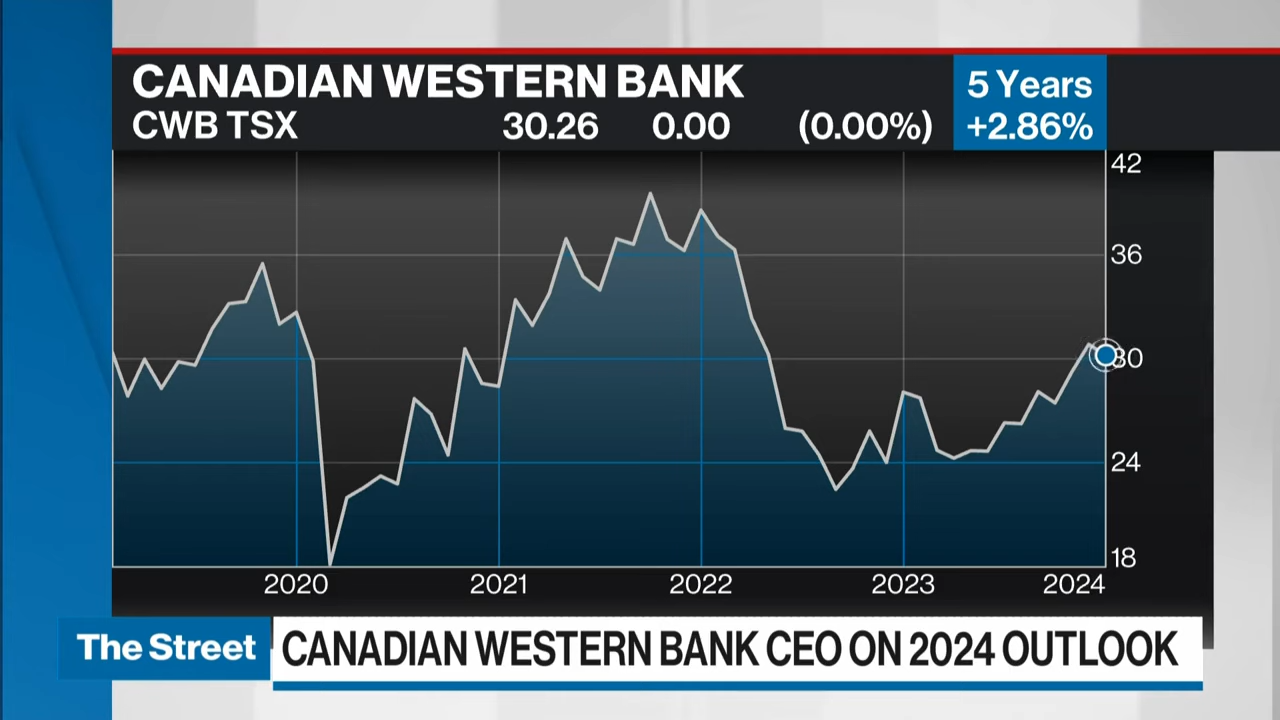 CANADIAN WESTERN BANK
5 Years
CWB TSX 30.26 0.00 (0.00%) +2.86%
42
36
30
24
18
2020 2021 2022 2023 2024
The Street
CANADIAN WESTERN BANK CEO ON 2024 OUTLOOK